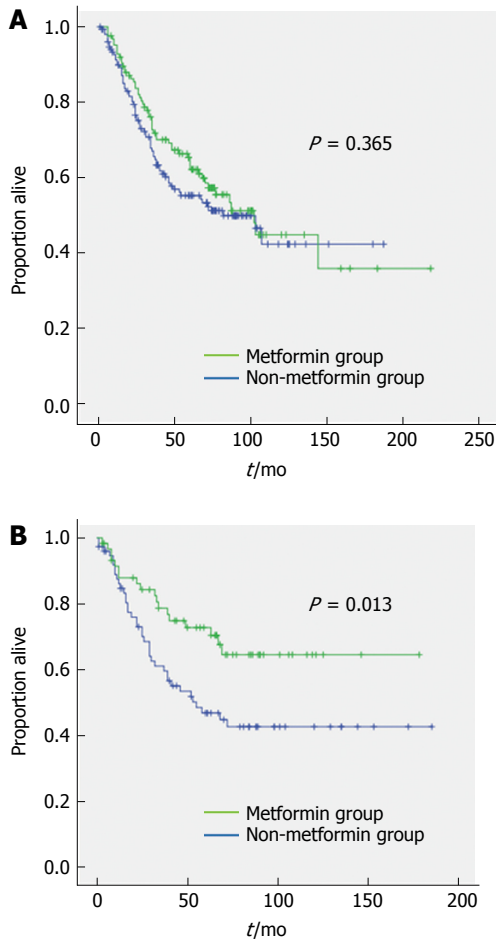 A
1.0
0.8
0.6
0.4
0.2
0.0
Proportion alive
P = 0.365
Metformin group
Non-metformin group
0 50 100 150 200 250
t/mo
B
1.0
0.8
0.6
0.4
0.2
0.0
Proportion alive
P = 0.013
Metformin group
Non-metformin group
0 50 100 150 200
t/mo